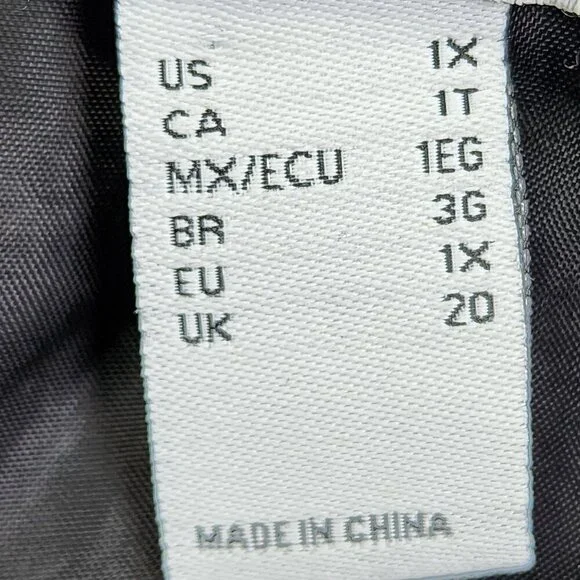 US 1X
CA 1T
MX/ECU 1EG
BR 3G
EU 1X
UK 20
MADE IN CHINA